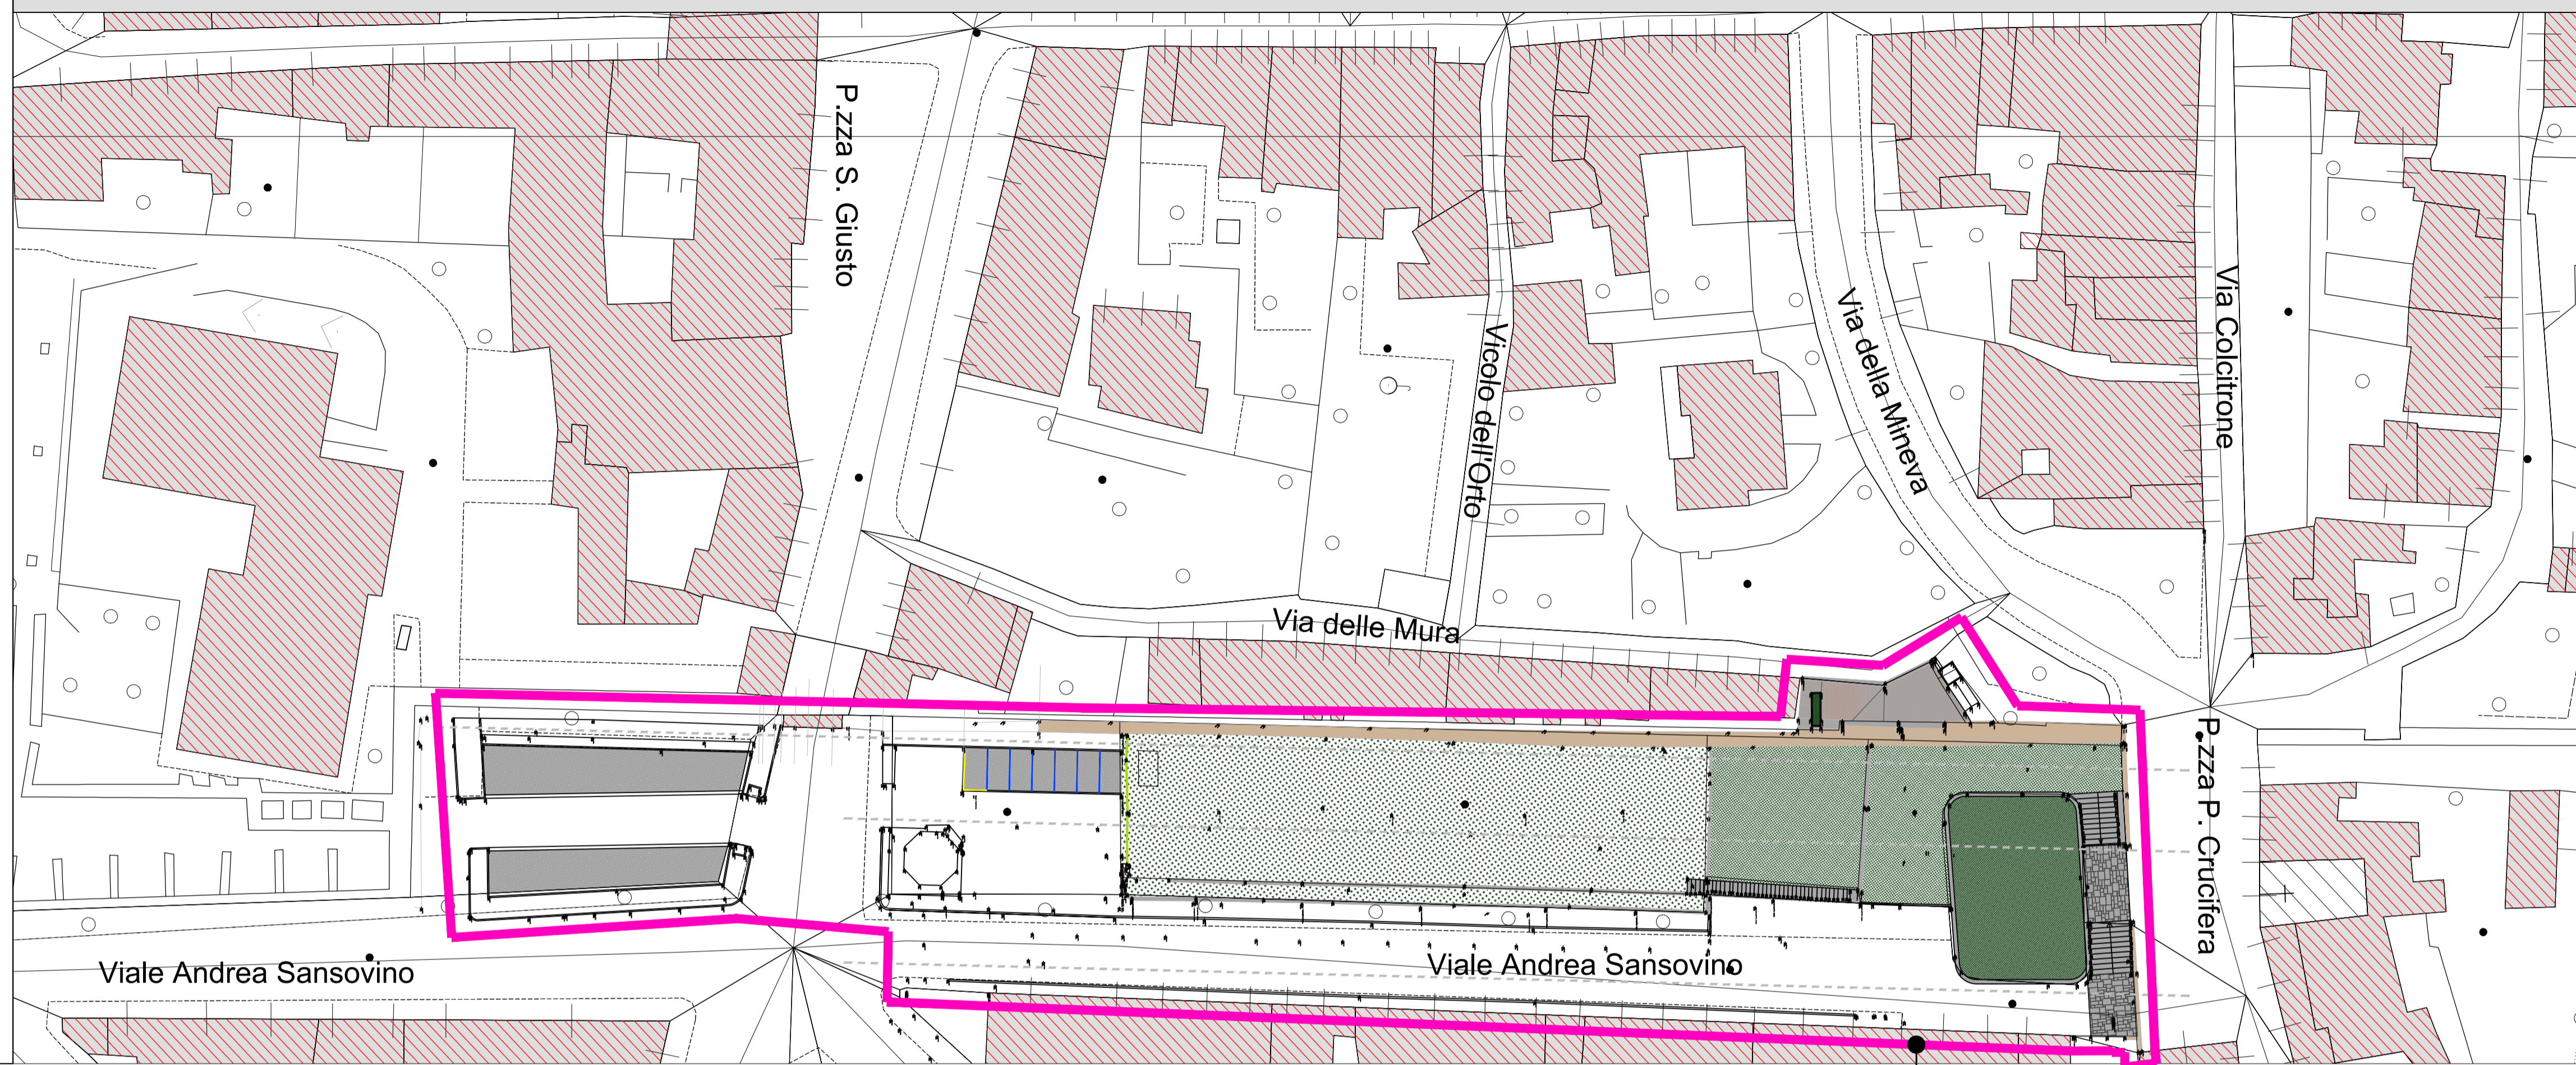 P.zza S. Giusto
Vicolo dell'Orto
Via della Mineva
Via Colcitrone
Via delle Mura
P.zza P. Crucifera
Viale Andrea Sansovino
Viale Andrea Sansovino